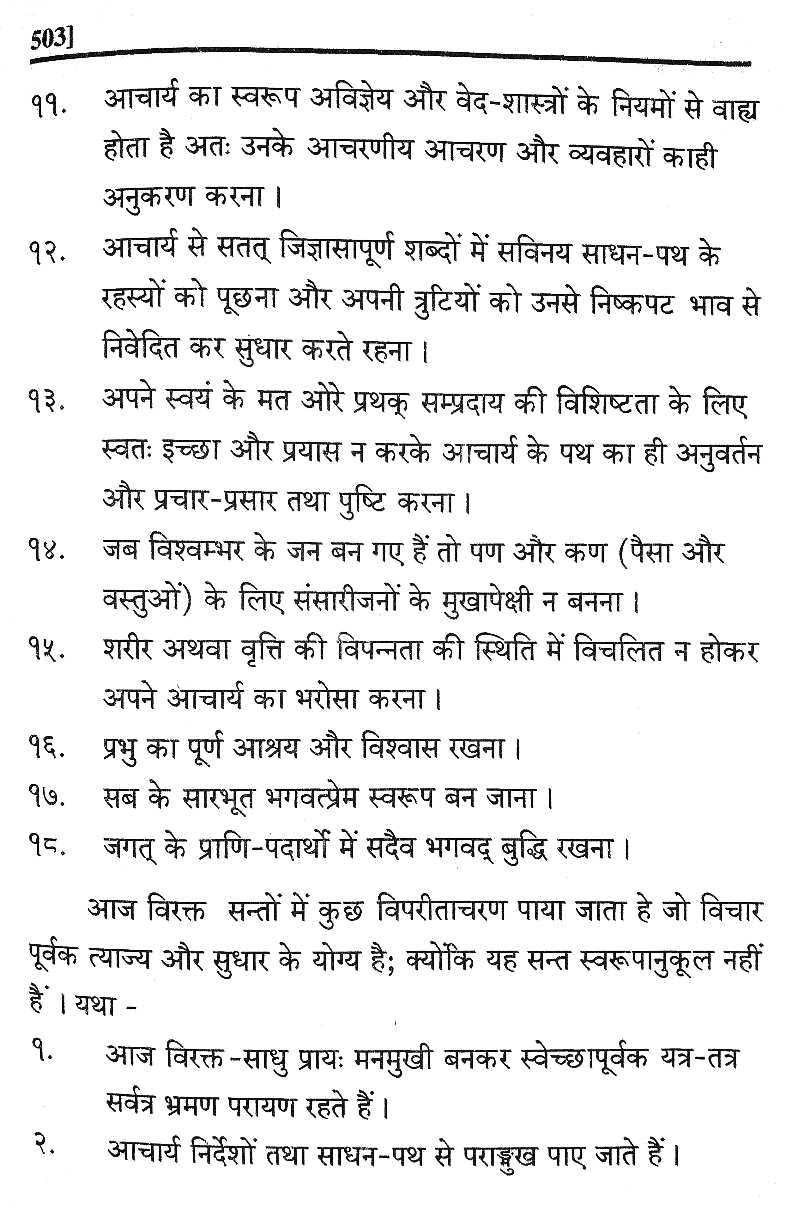 503]
११. आचार्य का स्वरूप अविज्ञेय और वेद-शास्त्रों के नियमों से वाह्य
होता है अतः उनके आचरणीय आचरण और व्यवहारों काही
अनुकरण करना ।
१२. आचार्य से सतत् जिज्ञासापूर्ण शब्दों में सविनय साधन-पथ के
रहस्यों को पूछना और अपनी त्रुटियों को उनसे निष्कपट भाव से
निवेदित कर सुधार करते रहना ।
१३. अपने स्वयं के मत ओरे प्रथक् सम्प्रदाय की विशिष्टता के लिए
स्वतः इच्छा और प्रयास न करके आचार्य के पथ का ही अनुवर्तन
और प्रचार-प्रसार तथा पुष्टि करना ।
१४. जब विश्वम्भर के जन बन गए हैं तो पण और कण (पैसा और
वस्तुओं) के लिए संसारीजनों के मुखापेक्षी न बनना ।
१५. शरीर अथवा वृत्ति की विपन्नता की स्थिति में विचलित न होकर
अपने आचार्य का भरोसा करना ।
१६. प्रभु का पूर्ण आश्रय और विश्वास रखना ।
१७. सब के सारभूत भगवत्प्रेम स्वरूप बन जाना ।
१८. जगत् के प्राणि-पदार्थो में सदैव भगवद् बुद्धि रखना ।
आज विरक्त सन्तों में कुछ विपरीताचरण पाया जाता हे जो विचार
पूर्वक त्याज्य और सुधार के योग्य है; क्योंकि यह सन्त स्वरूपानुकूल नहीं
हैं । यथा -
१. आज विरक्त -साधु प्रायः मनमुखी बनकर स्वेच्छापूर्वक यत्र-तत्र
सर्वत्र भ्रमण परायण रहते हैं ।
२. आचार्य निर्देशों तथा साधन-पथ से पराङ्मुख पाए जाते हैं ।